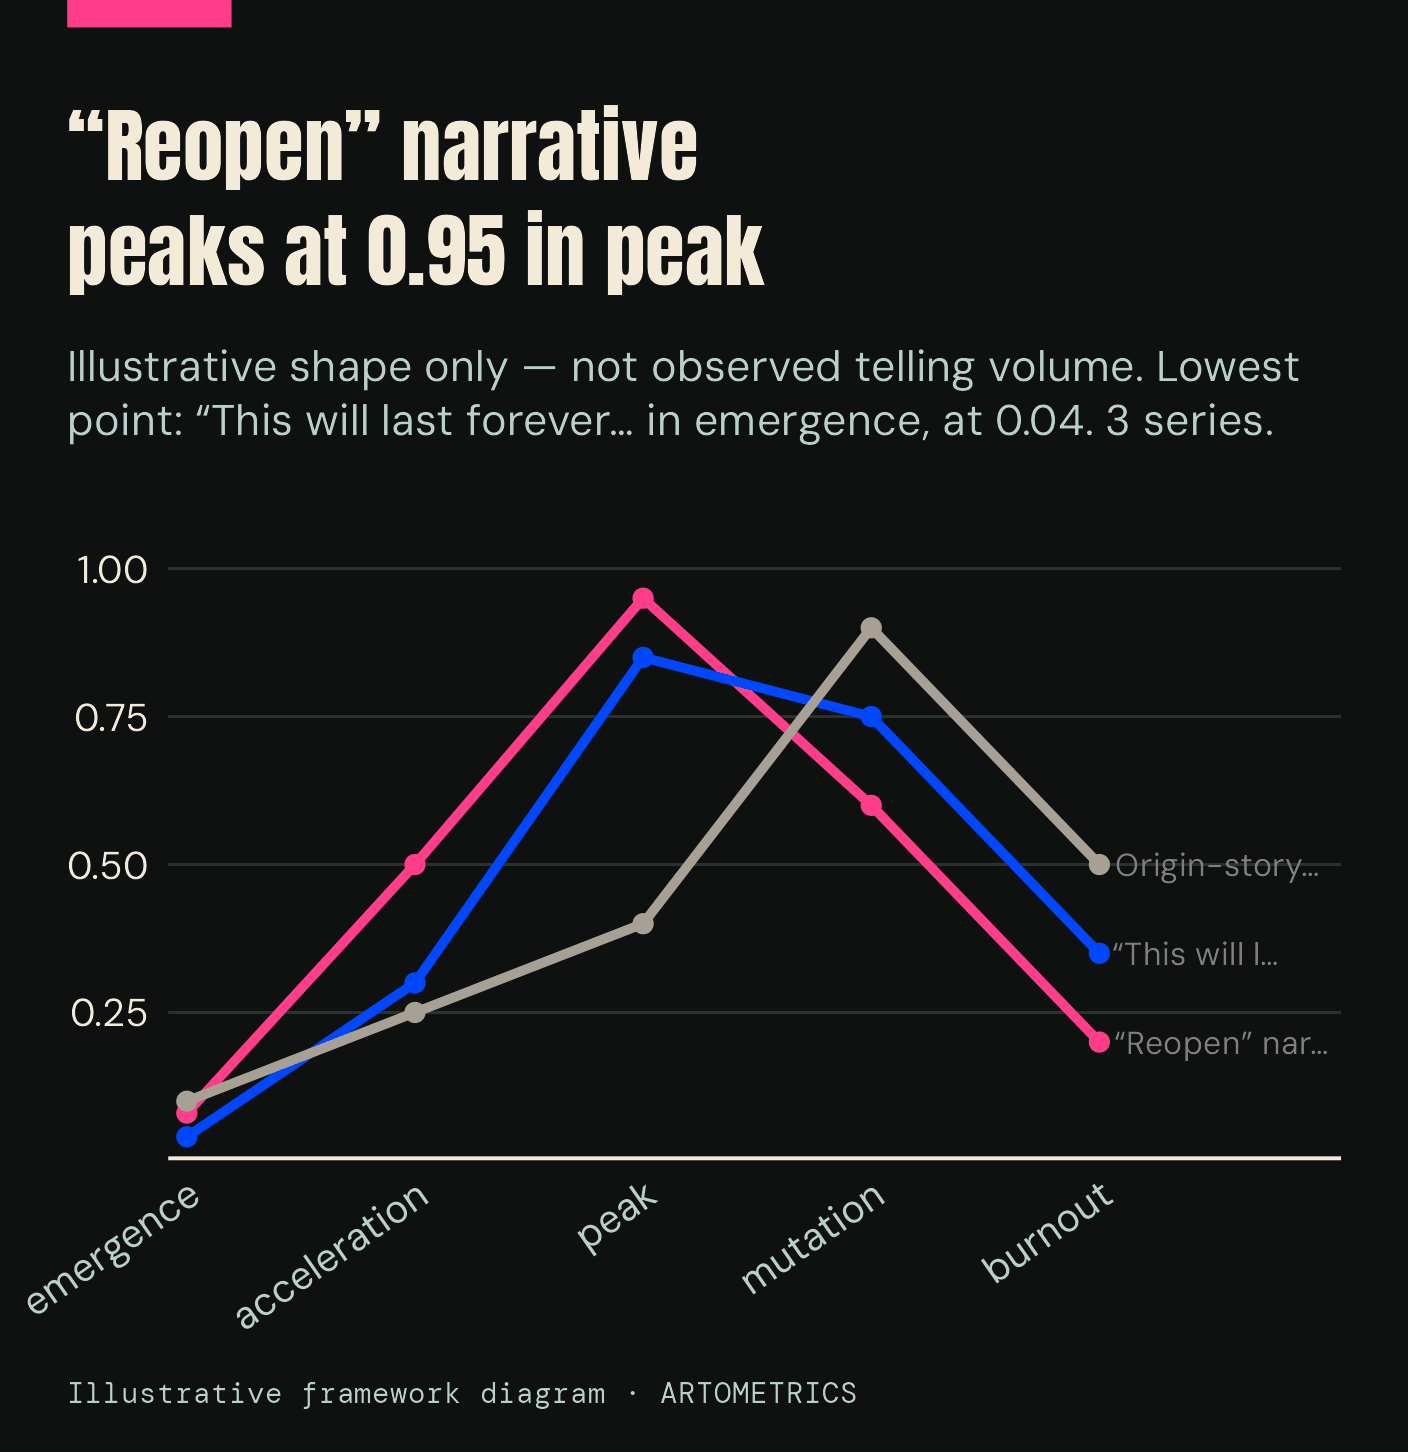 “Reopen” narrative
peaks at 0.95 in peak
Illustrative shape only — not observed telling volume. Lowest
point: “This will last forever... in emergence, at 0.04. 3 series.
1.00
0.75
0.50
0.25
Origin-story...
“This will l...
“Reopen” nar...
emergence
acceleration
peak
mutation
burnout
Illustrative framework diagram · ARTOMETRICS